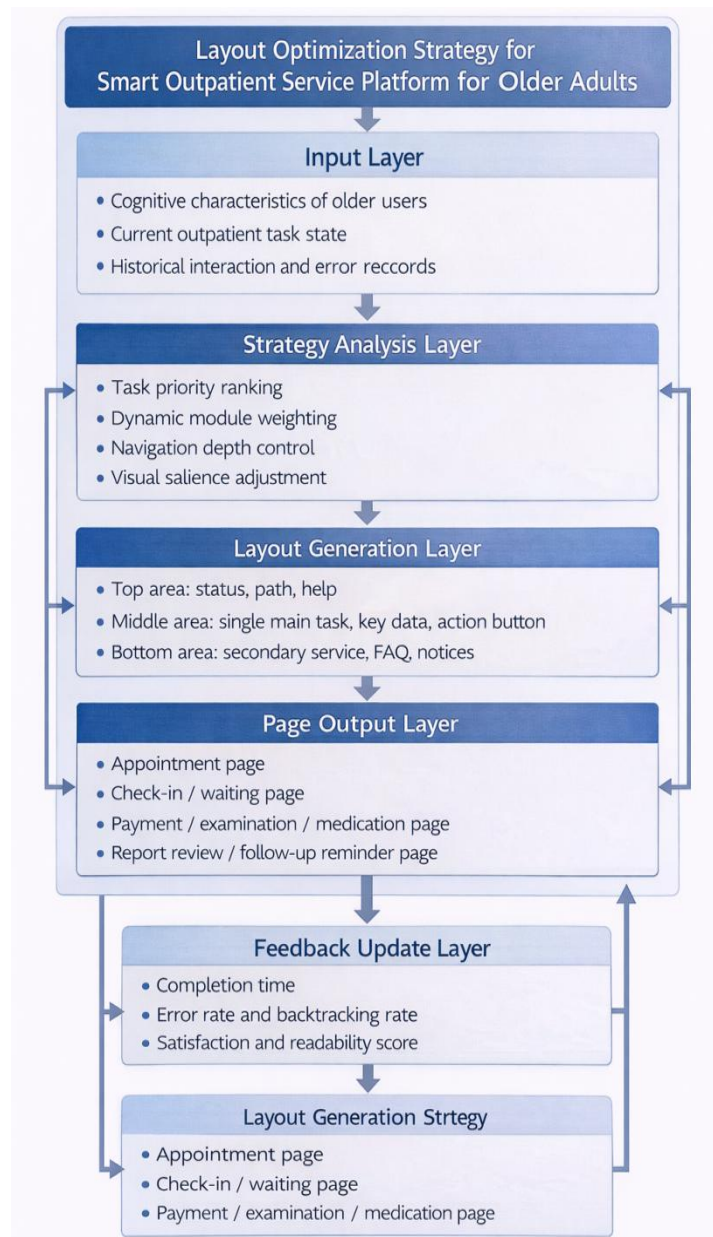 Layout Optimization Strategy for
Smart Outpatient Service Platform for Older Adults
Input Layer
• Cognitive characteristics of older users
• Current outpatient task state
• Historical interaction and error reccords
Strategy Analysis Layer
• Task priority ranking
• Dynamic module weighting
• Navigation depth control
• Visual salience adjustment
Layout Generation Layer
• Top area: status, path, help
• Middle area: single main task, key data, action button
• Bottom area: secondary service, FAQ, notices
Page Output Layer
• Appointment page
• Check-in / waiting page
• Payment / examination / medication page
• Report review / follow-up reminder page
Feedback Update Layer
• Completion time
• Error rate and backtracking rate
• Satisfaction and readability score
Layout Generation Strtegy
• Appointment page
• Check-in / waiting page
• Payment / examination / medication page